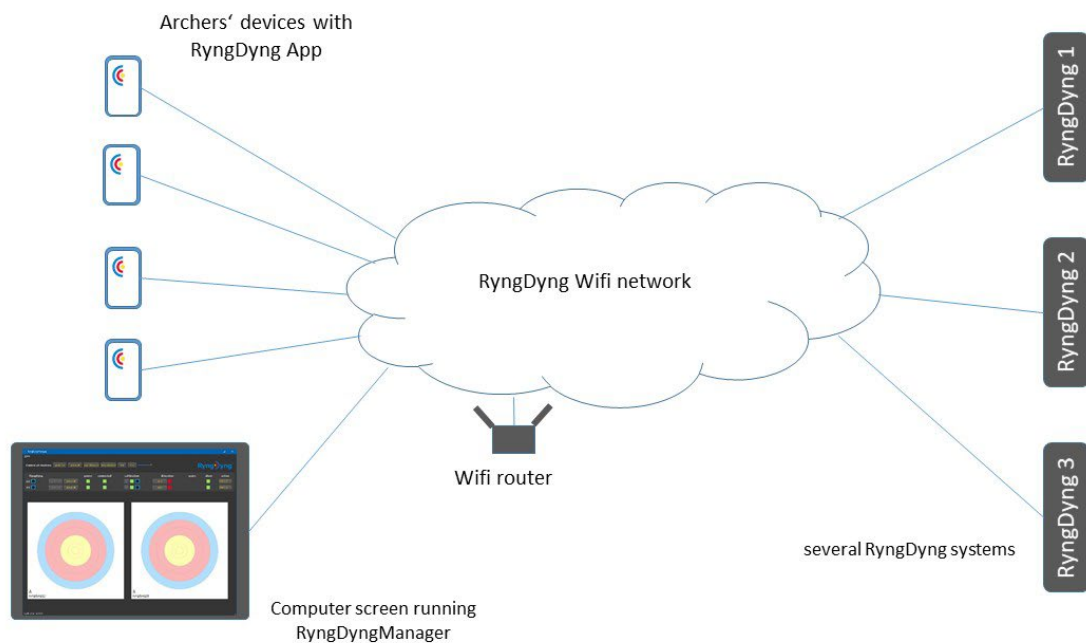 Archers‘ devices with
RyngDyng App
RyngDyng 1
RyngDyng Wifi network
RyngDyng 2
Wifi router
RyngDyng
several RyngDyng systems
RyngDyng 3
Computer screen running
RyngDyngManager